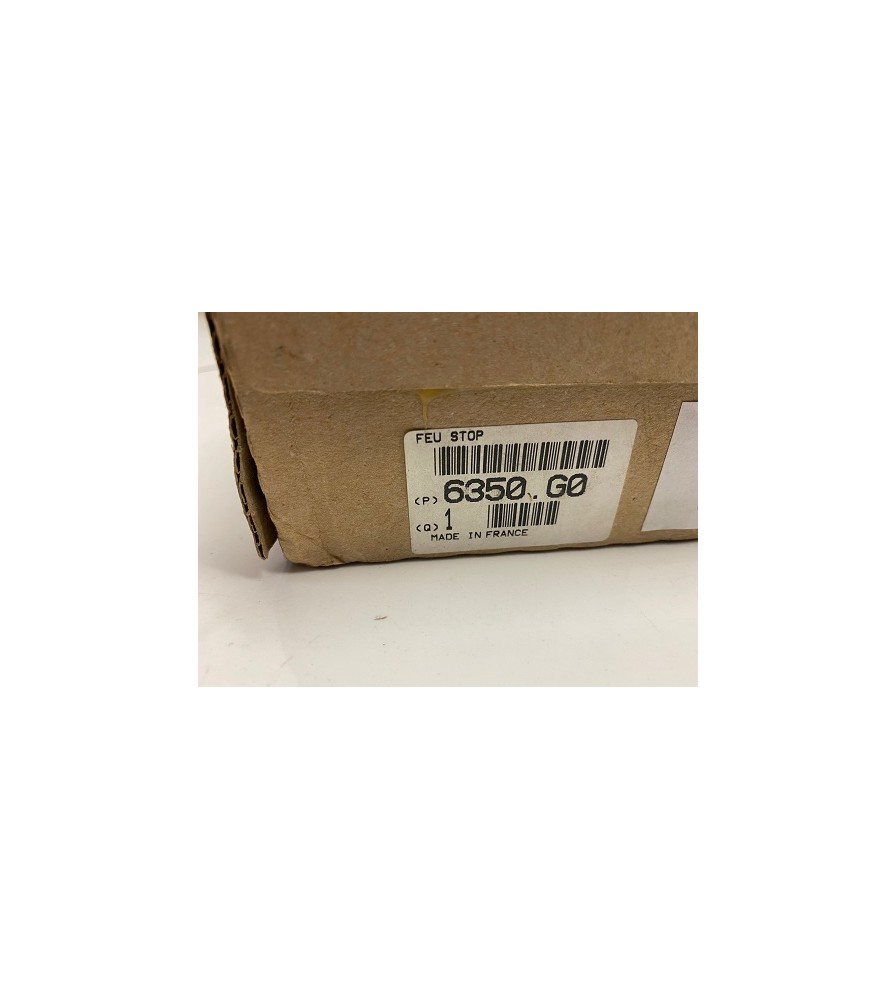 FEU STOP
(P) 6350.G0
(Q) 1
MADE IN FRANCE